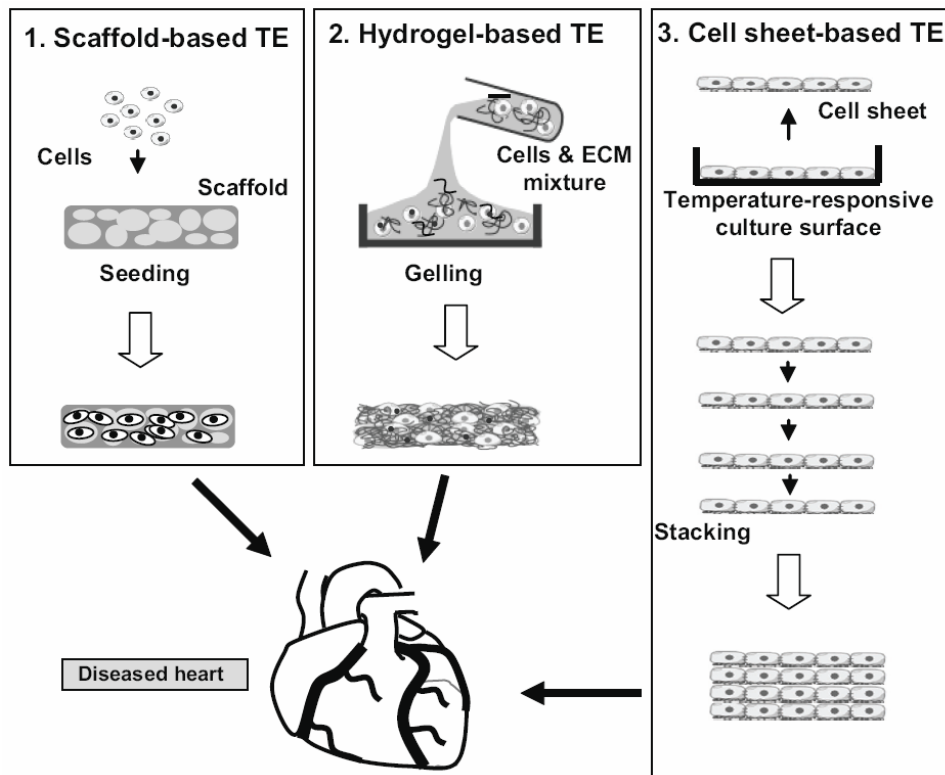 1. Scaffold-based TE
Cells
Scaffold
Seeding
2. Hydrogel-based TE
Cells & ECM
mixture
Gelling
3. Cell sheet-based TE
Cell sheet
Temperature-responsive
culture surface
Stacking
Diseased heart